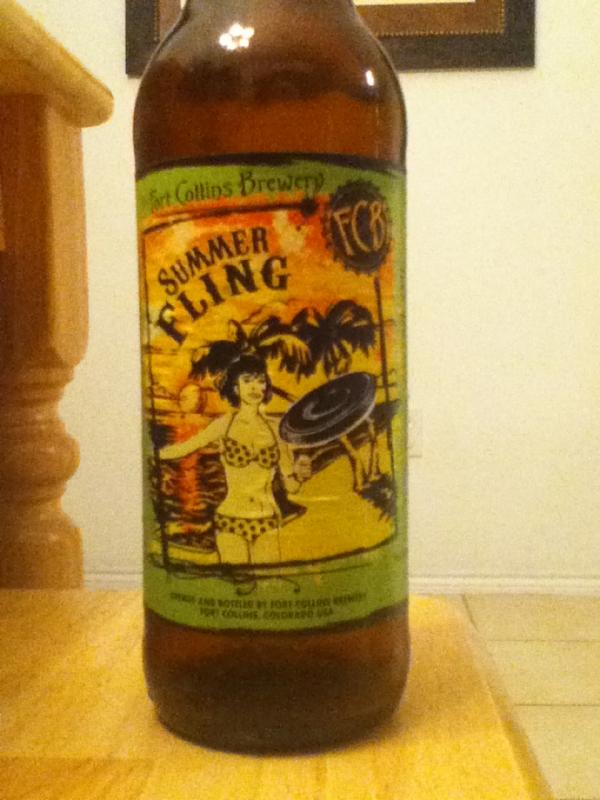 Fort Collins Brewery
FCB
SUMMER
FLING
BREWED AND BOTTLED BY FORT COLLINS BREWERY
FORT COLLINS, COLORADO USA